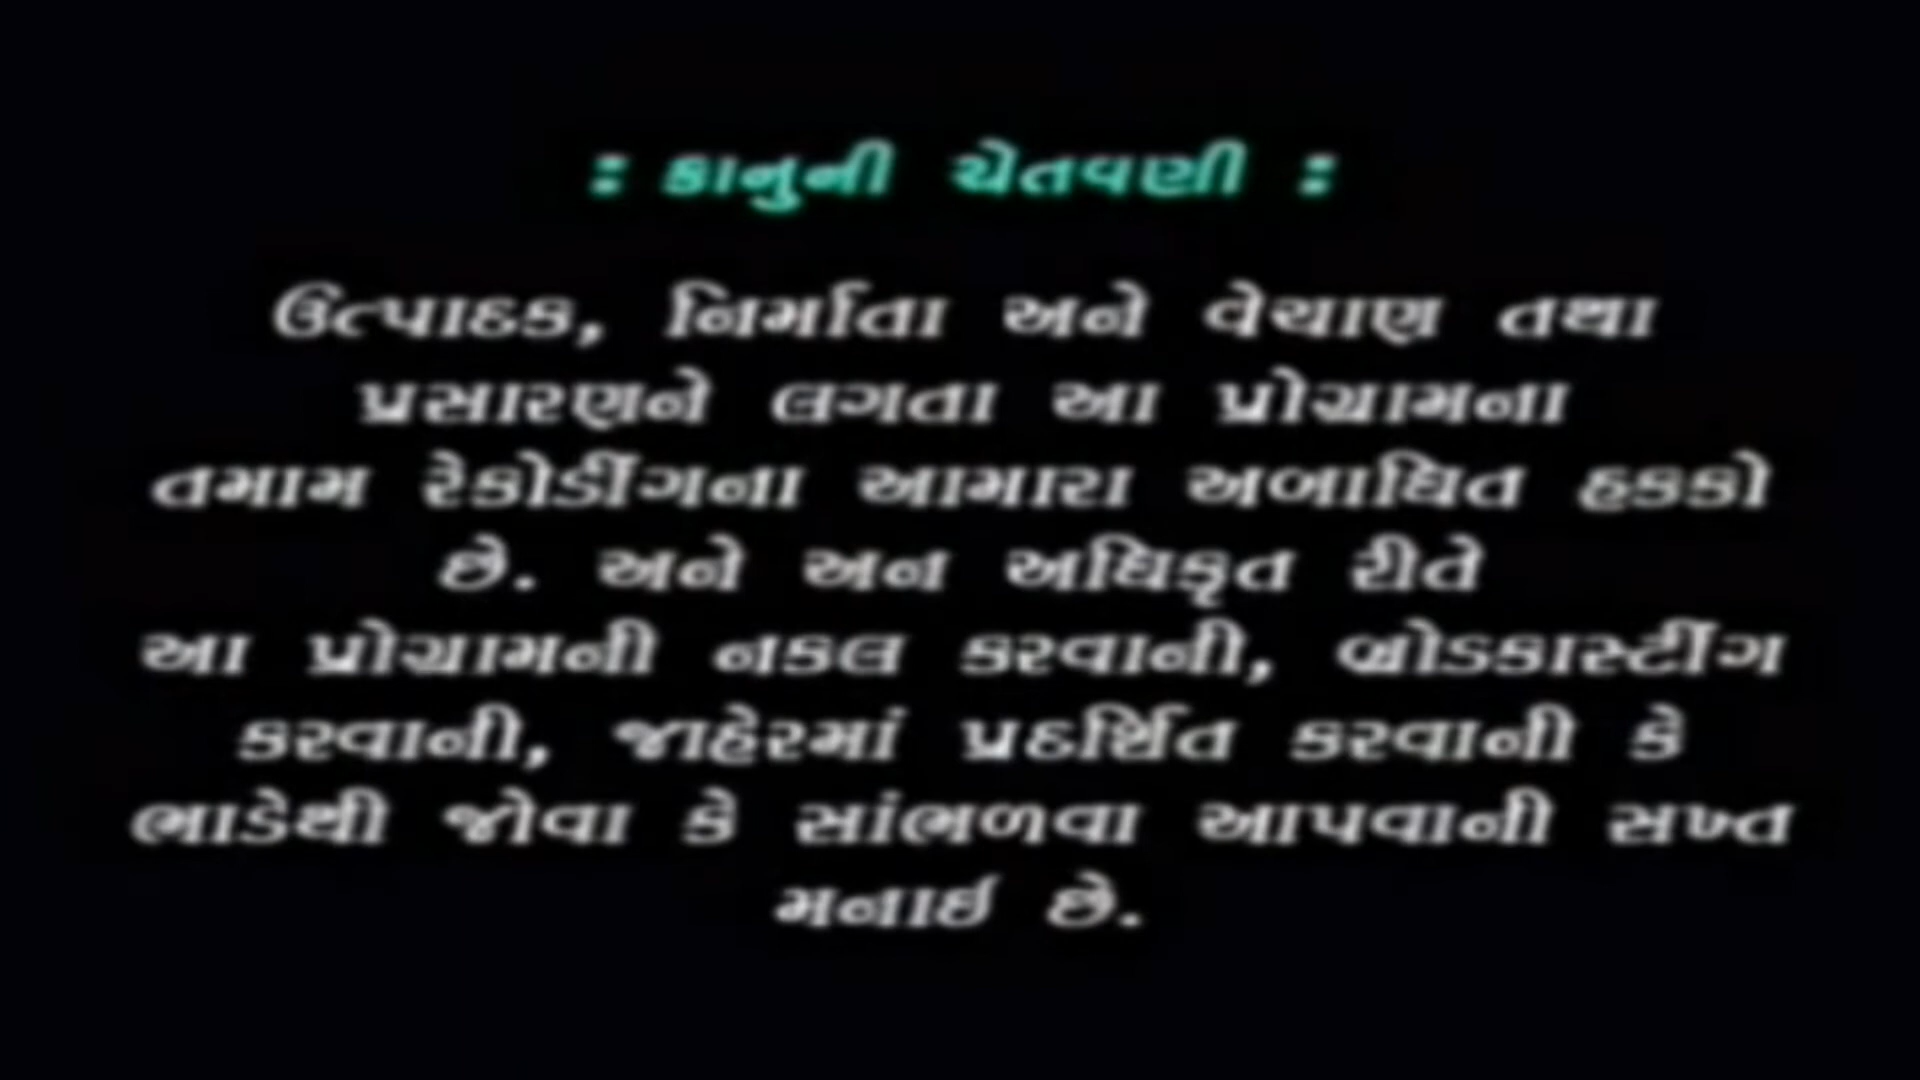 : કાનુની ચેતવણી :
ઉત્પાદક, નિર્માતા અને વેચાણ તથા
પ્રસારણને લગતા આ પ્રોગ્રામના
તમામ રેકોર્ડીંગના આમારા અબાધિત હકકો
છે. અને અન અધિકૃત રીતે
આ પ્રોગ્રામની નકલ કરવાની, બ્રોડકાસ્ટીંગ
કરવાની, જાહેરમાં પ્રદર્શિત કરવાની કે
ભાડેથી જોવા કે સાંભળવા આપવાની સખ્ત
મનાઇ છે.